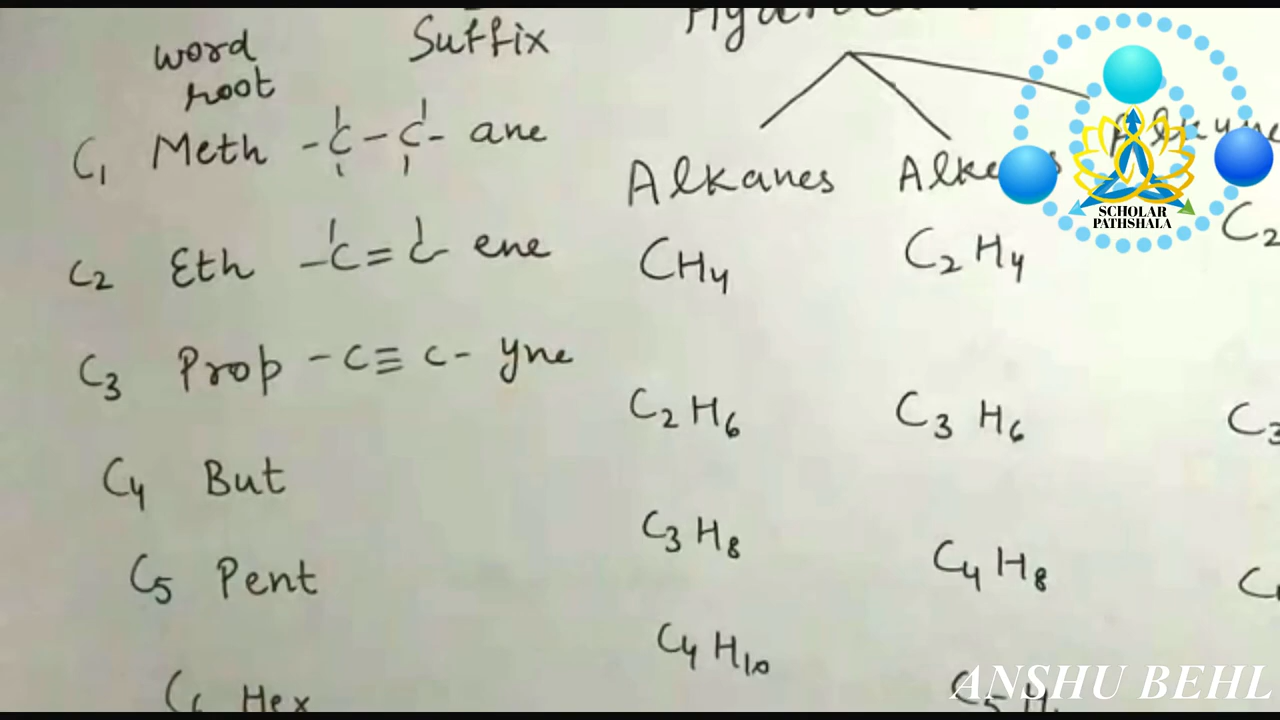 word root
Suffix
C1 Meth -C-C- ane
C2 Eth -C=C ene
C3 Prop -C≡C- yne
C4 But
C5 Pent
Hex
Alkanes
CH4
C2H6
C3H8
C4H10
C2H4
C3H6
C4H8
SCHOLAR
PATHSHALA
ANSHU BEHL